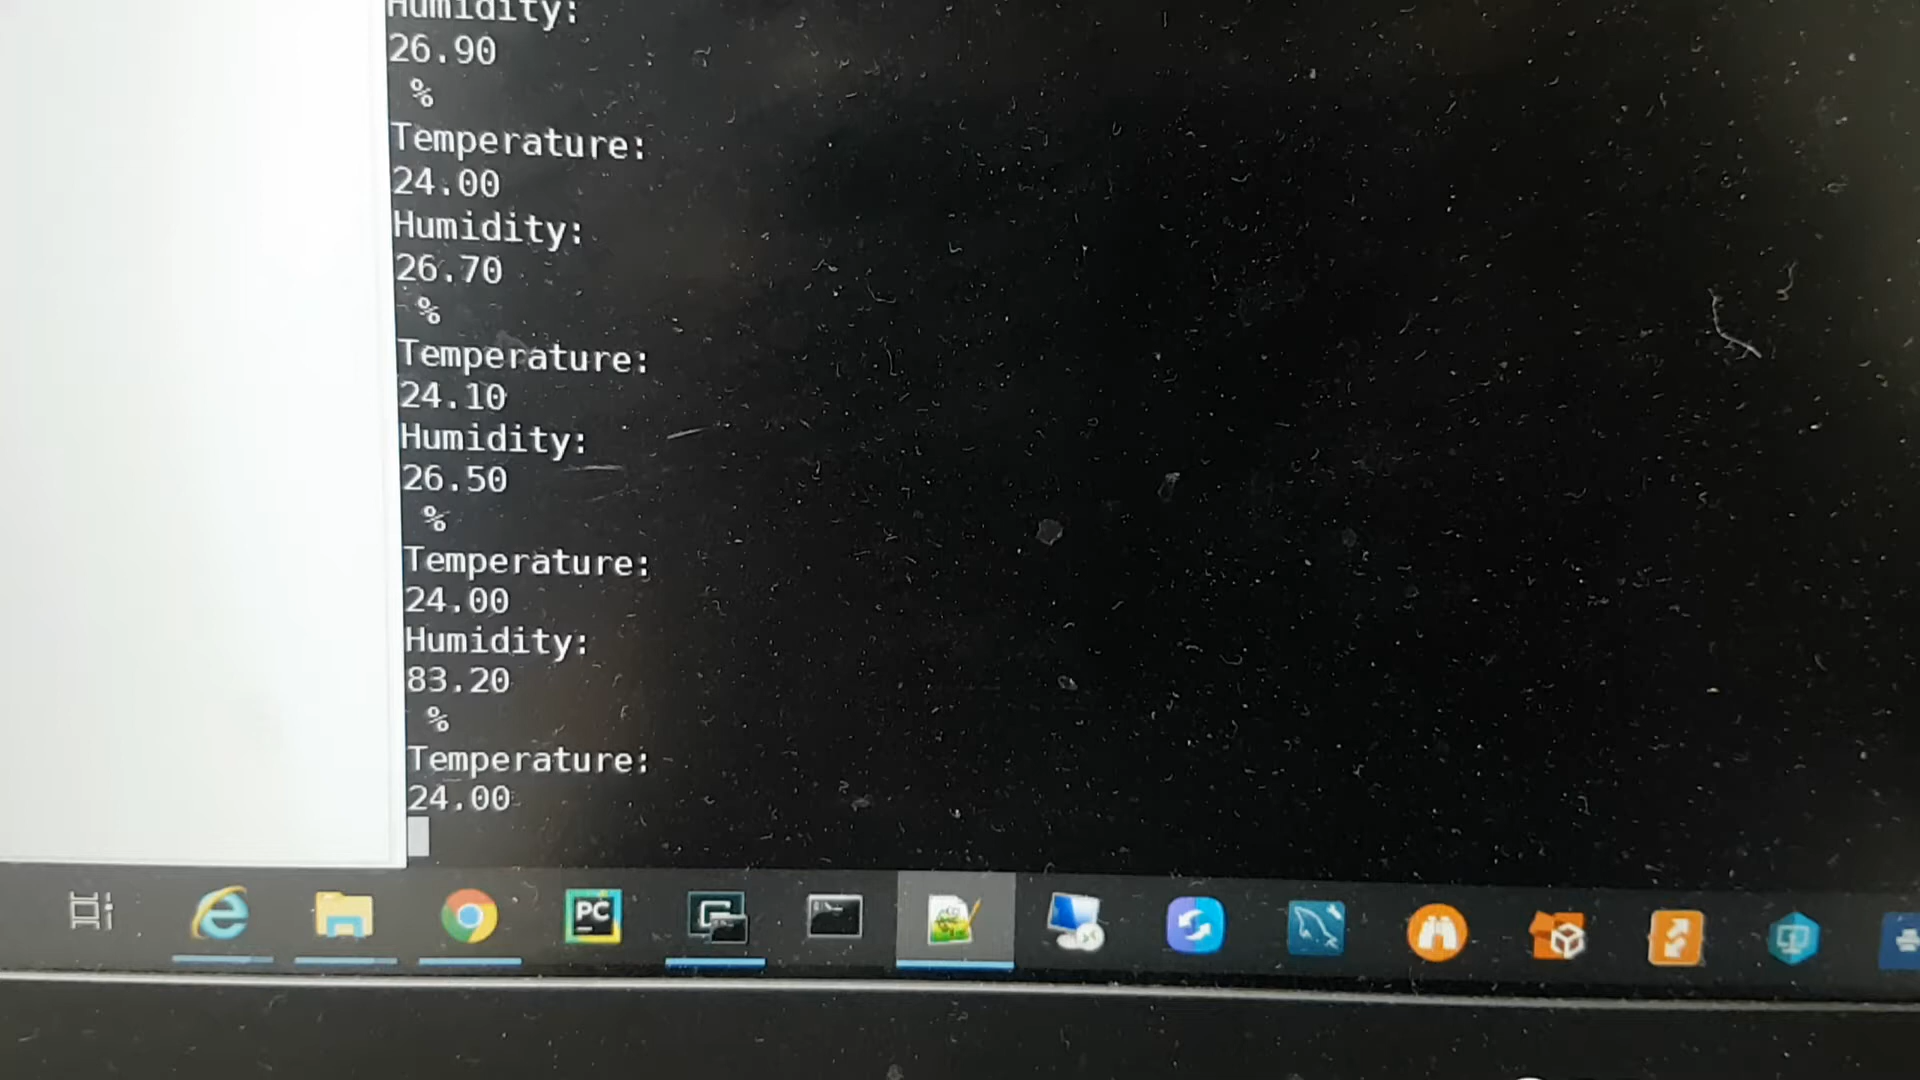 Humidity:
26.90
%
Temperature:
24.00
Humidity:
26.70
%
Temperature:
24.10
Humidity:
26.50
%
Temperature:
24.00
Humidity:
83.20
%
Temperature:
24.00
PC